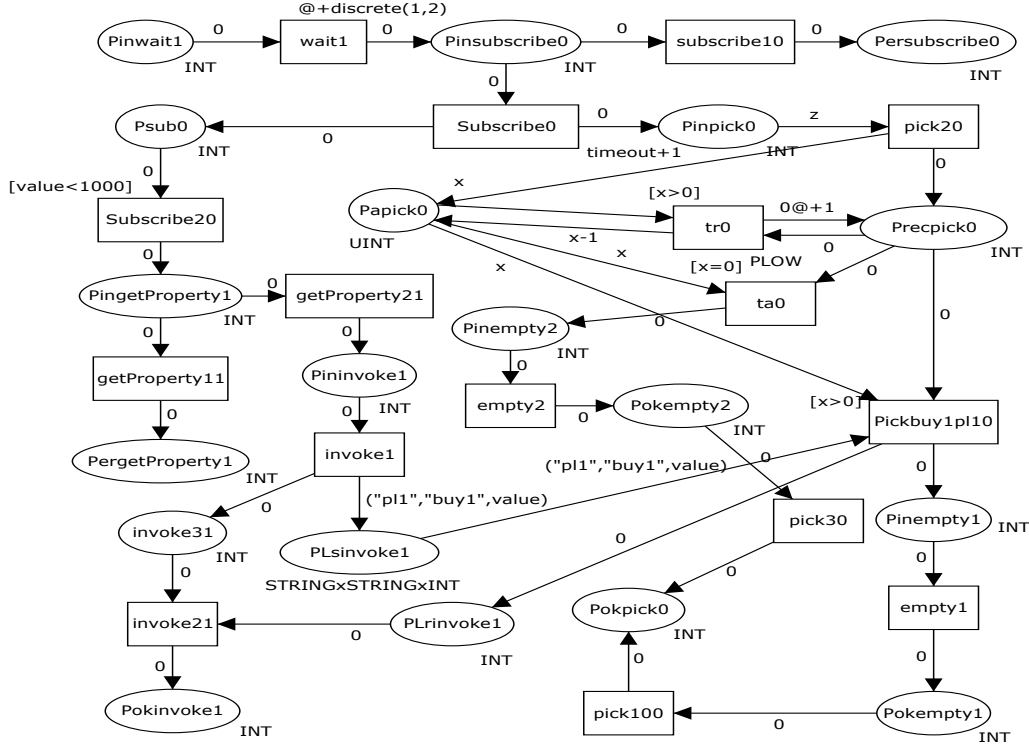 @+discrete(1,2)
Pinwait1 0 wait1 0 Pinsubscribe0 0 subscribe10 0 Persubscribe0
INT INT INT
0
Psub0 0 Subscribe0 0 Pinpick0 z pick20
INT INT
timeout+1
0 0
[value<1000]
x [x>0]
Subscribe20 Papick0 0@+1 Precpick0
tr0
UINT x-1 0 INT
PLOW
0 x x [x=0] 0
PingetProperty1 0 getProperty21 ta0
INT
0 0 Pinempty2 0 0
INT
getProperty11 Pininvoke1 0
INT
0 0 empty2 0 Pokempty2 [x>0] Pickbuy1pl10
INT
PergetProperty1 invoke1 0
INT ("pl1","buy1",value) 0
0 ("pl1","buy1",value)
invoke31 pick30 Pinempty1
INT INT
PLsinvoke1 0
0 STRINGxSTRINGxINT 0 0
invoke21 0 PLrinvoke1 Pokpick0 empty1
INT INT
0 0 0
Pokinvoke1 pick100 0 Pokempty1
INT INT